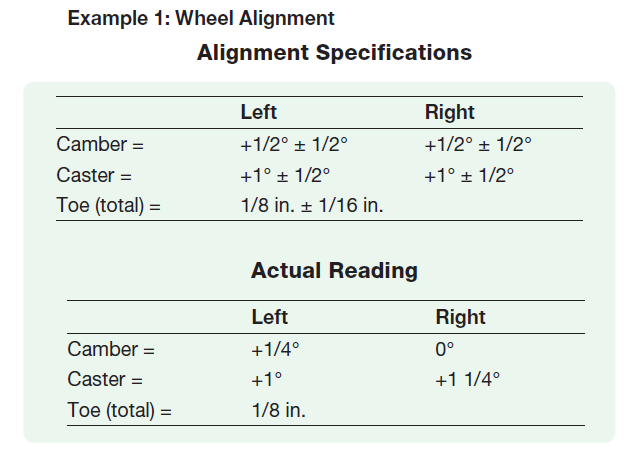 Example 1: Wheel Alignment
Alignment Specifications
Left Right
Camber = +1/2° ± 1/2° +1/2° ± 1/2°
Caster = +1° ± 1/2° +1° ± 1/2°
Toe (total) = 1/8 in. ± 1/16 in.
Actual Reading
Left Right
Camber = +1/4° 0°
Caster = +1° +1 1/4°
Toe (total) = 1/8 in.